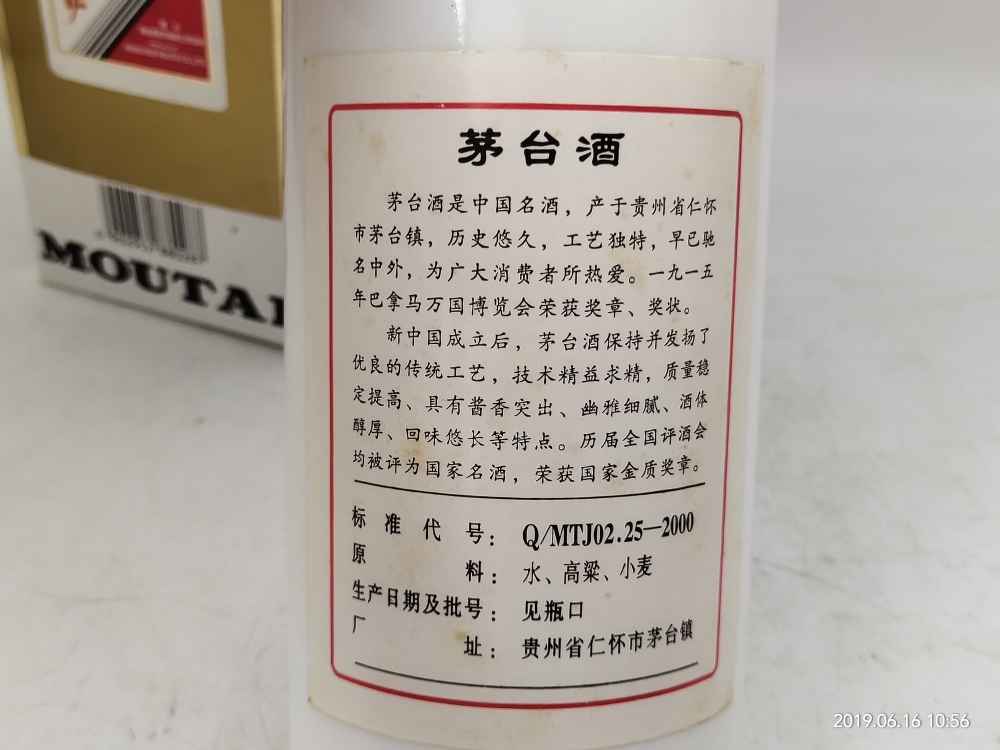 茅台酒
茅台酒是中国名酒，产于贵州省仁怀
市茅台镇，历史悠久，工艺独特，早已驰
名中外，为广大消费者所热爱。一九一五
年巴拿马万国博览会荣获奖章、奖状。
新中国成立后，茅台酒保持并发扬了
优良的传统工艺，技术精益求精，质量稳
定提高、具有酱香突出、幽雅细腻、酒体
醇厚、回味悠长等特点。历届全国评酒会
均被评为国家名酒，荣获国家金质奖章。
标准代号：Q/MTJ02.25—2000
原料：水、高粱、小麦
生产日期及批号：见瓶口
厂址：贵州省仁怀市茅台镇
MOUTAI
2019.06.16 10:56